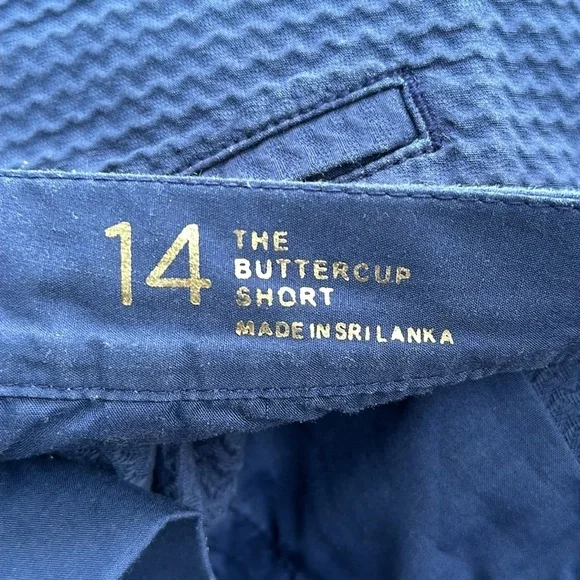 14
THE
BUTTERCUP
SHORT
MADE IN SRI LANKA